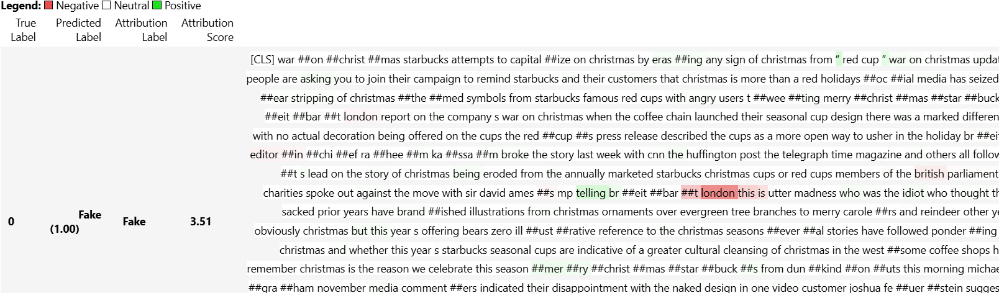 Legend: Negative Neutral Positive
True Label Predicted Label Attribution Label Attribution Score
[CLS] war ##on ##christ ##mas starbucks attempts to capital ##ize on christmas by eras ##ing any sign of christmas from “ red cup ” war on christmas updat
people are asking you to join their campaign to remind starbucks and their customers that christmas is more than a red holidays ##oc ##ial media has seized
##ear stripping of christmas ##the ##med symbols from starbucks famous red cups with angry users t ##wee ##ting merry ##christ ##mas ##star ##buck
##eit ##bar ##t london report on the company s war on christmas when the coffee chain launched their seasonal cup design there was a marked differen
with no actual decoration being offered on the cups the red ##cup ##s press release described the cups as a more open way to usher in the holiday br ##eit
editor ##in ##chi ##ef ra ##hee ##m ka ##ssa ##m broke the story last week with cnn the huffington post the telegraph time magazine and others all follow
##t s lead on the story of christmas being eroded from the annually marketed starbucks christmas cups or red cups members of the british parliament
charities spoke out against the move with sir david ames ##s mp telling br ##eit ##bar ##t london this is utter madness who was the idiot who thought th
sacked prior years have brand ##ished illustrations from christmas ornaments over evergreen tree branches to merry carole ##rs and reindeer other ye
0 Fake (1.00) Fake 3.51
obviously christmas but this year s offering bears zero ill ##ust ##rative reference to the christmas seasons ##ever ##al stories have followed ponder ##ing
christmas and whether this year s starbucks seasonal cups are indicative of a greater cultural cleansing of christmas in the west ##some coffee shops h
remember christmas is the reason we celebrate this season ##mer ##ry ##christ ##mas ##star ##buck ##s from dun ##kind ##on ##uts this morning michae
##gra ##ham november media comment ##ers indicated their disappointment with the naked design in one video customer joshua fe ##uer ##stein sugges